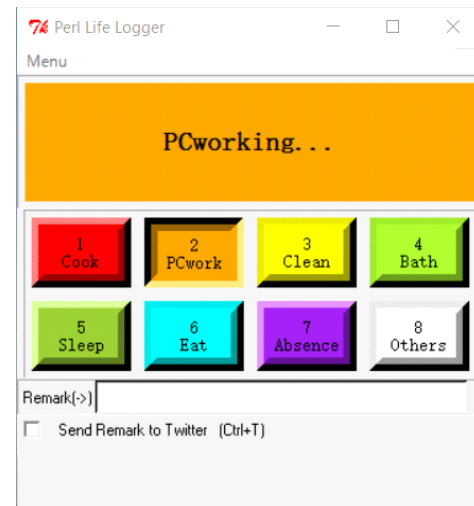 Perl Life Logger
Menu
PCworking...
1
Cook
2
PCwork
3
Clean
4
Bath
5
Sleep
6
Eat
7
Absence
8
Others
Remark(->)
Send Remark to Twitter (Ctrl+T)